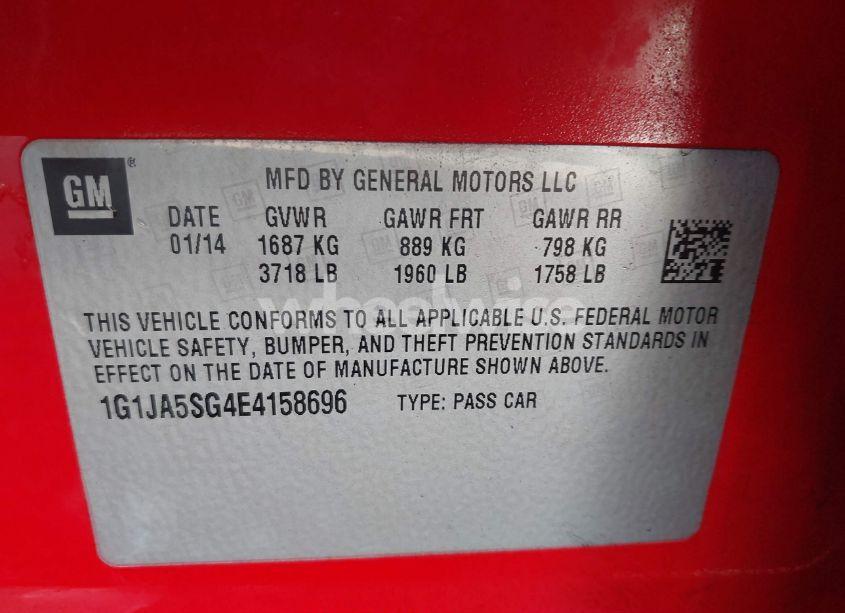 GM
MFD BY GENERAL MOTORS LLC
DATE GVWR GAWR FRT GAWR RR
01/14 1687 KG 889 KG 798 KG
3718 LB 1960 LB 1758 LB
wheelwire
THIS VEHICLE CONFORMS TO ALL APPLICABLE U.S. FEDERAL MOTOR
VEHICLE SAFETY, BUMPER, AND THEFT PREVENTION STANDARDS IN
EFFECT ON THE DATE OF MANUFACTURE SHOWN ABOVE.
1G1JA5SG4E4158696 TYPE: PASS CAR